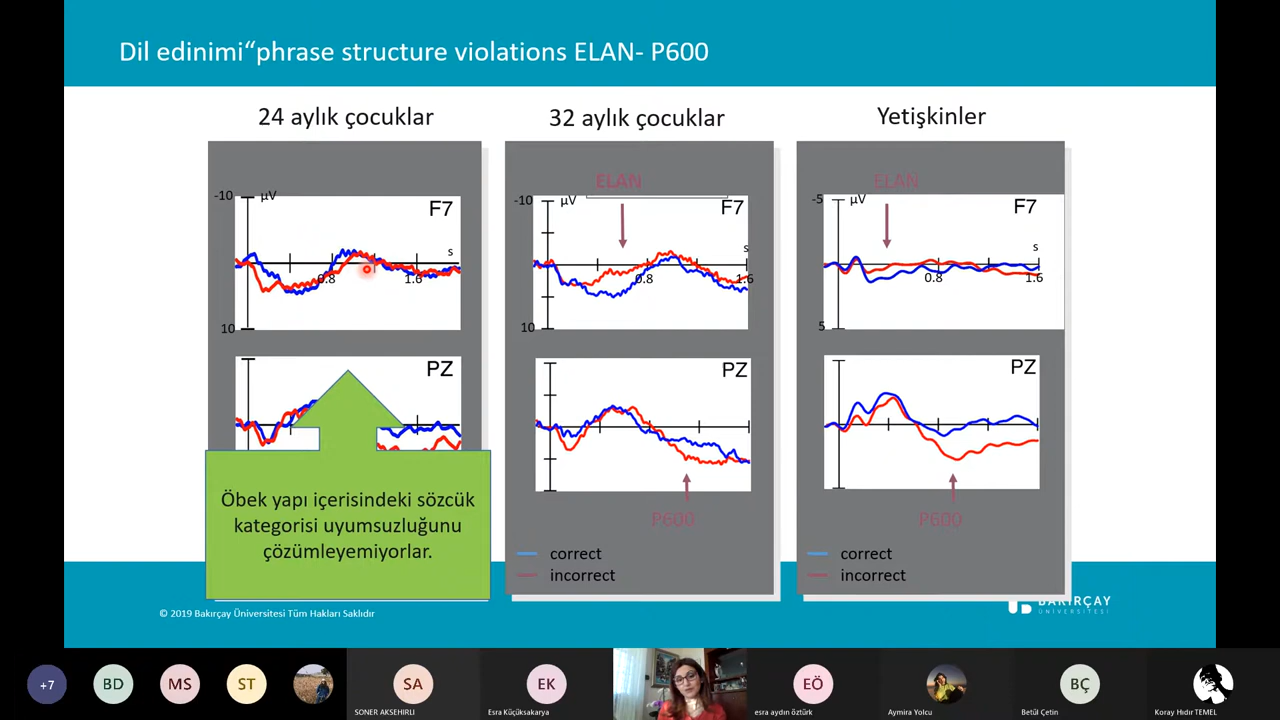 Dil edinimi“phrase structure violations ELAN- P600
24 aylık çocuklar
32 aylık çocuklar
Yetişkinler
-10
µV
F7
s
0.8
1.6
10
PZ
Öbek yapı içerisindeki sözcük
kategorisi uyumsuzluğunu
çözümleyemiyorlar.
ELAN
-10
µV
F7
s
0.8
1.6
10
PZ
P600
correct
incorrect
ELAN
-5
µV
F7
s
0.8
1.6
5
PZ
P600
correct
incorrect
© 2019 Bakırçay Üniversitesi Tüm Hakları Saklıdır
BAKIRÇAY
ÜNİVERSİTESİ
+7
BD
MS
ST
SA
SONER AKSEHIRLI
EK
Esra Küçüksakarya
EÖ
esra aydın öztürk
Aymira Yolcu
BÇ
Betül Çetin
Koray Hıdır TEMEL